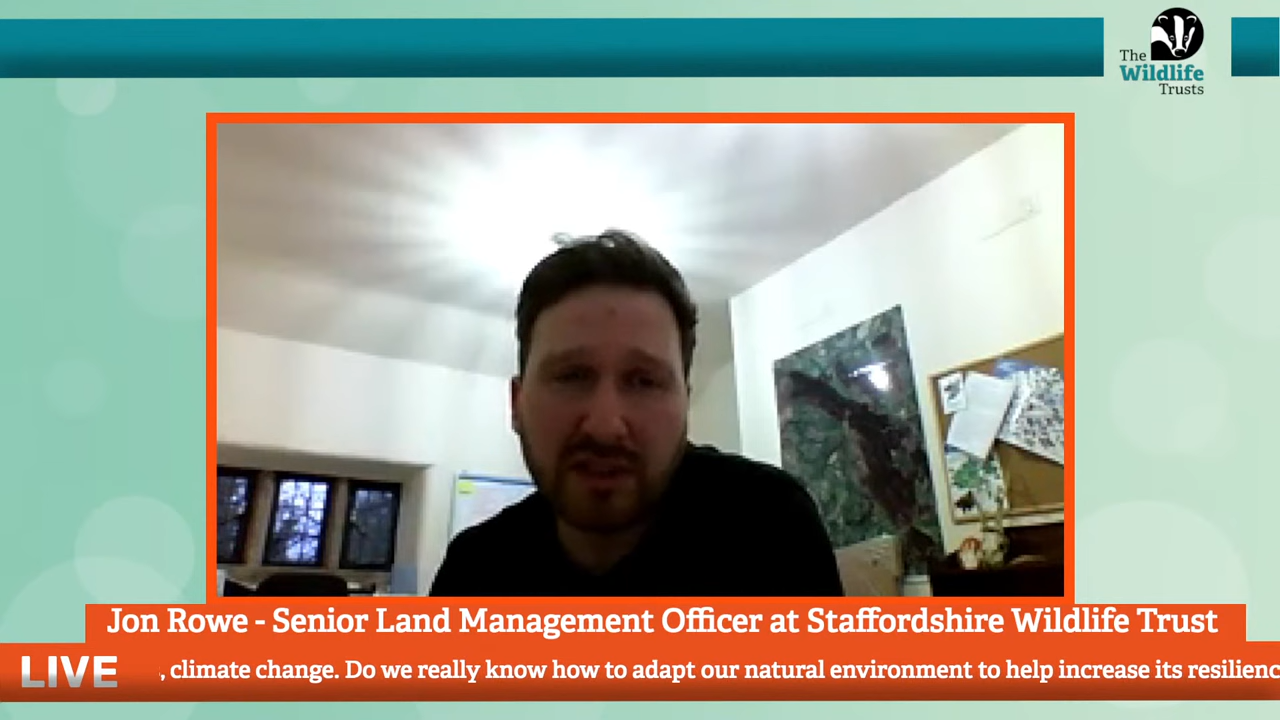 The
Wildlife
Trusts
Jon Rowe - Senior Land Management Officer at Staffordshire Wildlife Trust
LIVE , climate change. Do we really know how to adapt our natural environment to help increase its resilienc